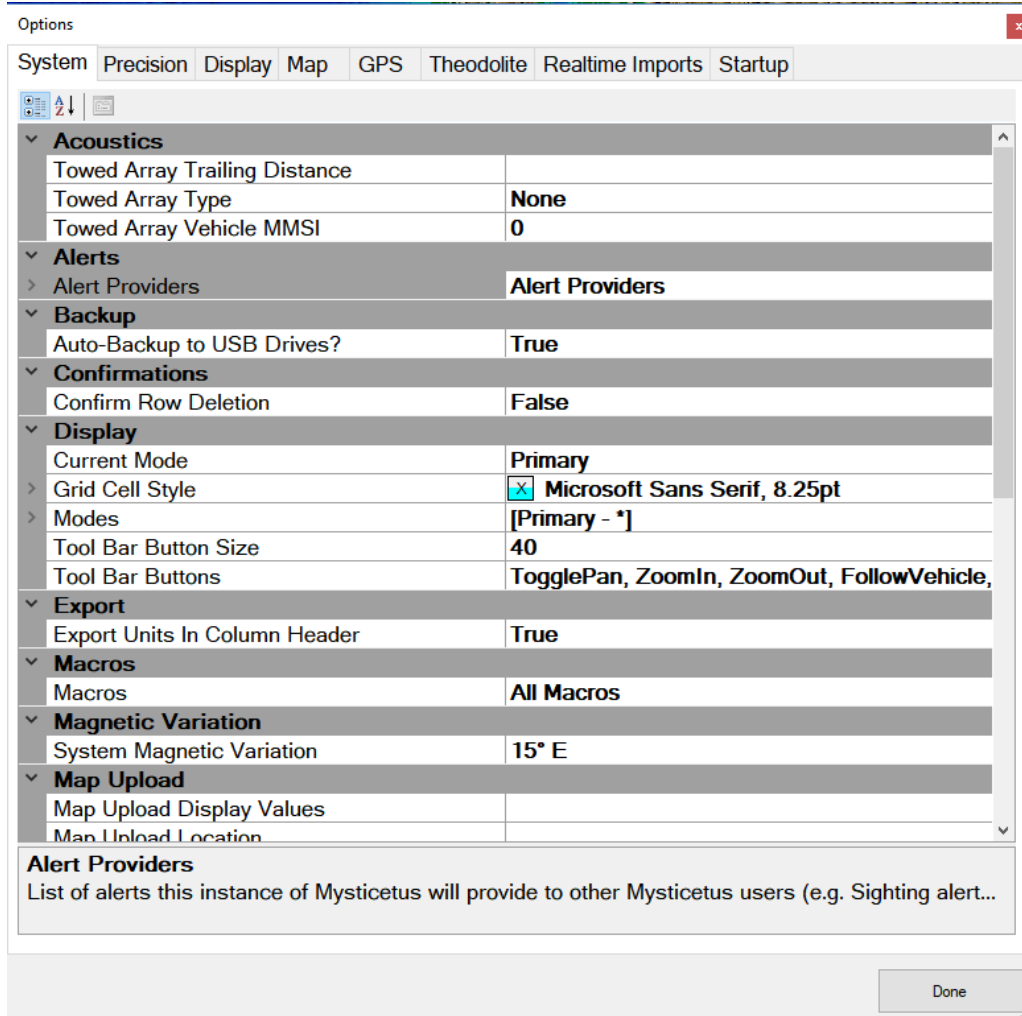 Options
x
System Precision Display Map GPS Theodolite Realtime Imports Startup
Acoustics
Towed Array Trailing Distance
Towed Array Type None
Towed Array Vehicle MMSI 0
Alerts
Alert Providers Alert Providers
Backup
Auto-Backup to USB Drives? True
Confirmations
Confirm Row Deletion False
Display
Current Mode Primary
Grid Cell Style X Microsoft Sans Serif, 8.25pt
Modes [Primary - *]
Tool Bar Button Size 40
Tool Bar Buttons TogglePan, ZoomIn, ZoomOut, FollowVehicle,
Export
Export Units In Column Header True
Macros
Macros All Macros
Magnetic Variation
System Magnetic Variation 15° E
Map Upload
Map Upload Display Values
Map Upload Location
Alert Providers
List of alerts this instance of Mysticetus will provide to other Mysticetus users (e.g. Sighting alert...
Done